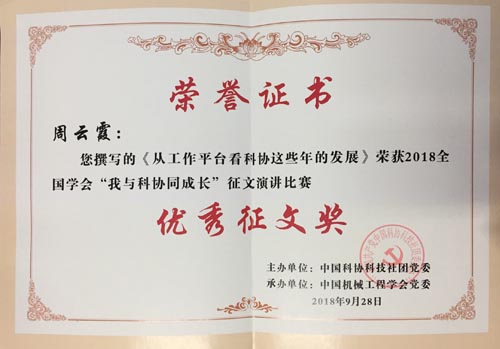 荣誉证书
周云霞：
您撰写的《从工作平台看科协这些年的发展》荣获2018全
国学会“我与科协同成长”征文演讲比赛
优秀征文奖
主办单位：中国科协科技社团党委
承办单位：中国机械工程学会党委
2018年9月28日